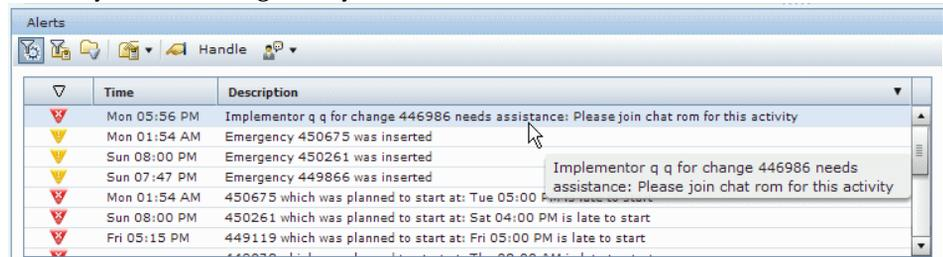 Alerts
Handle
Time Description
Mon 05:56 PM Implementor q q for change 446986 needs assistance: Please join chat rom for this activity
Mon 01:54 AM Emergency 450675 was inserted
Sun 08:00 PM Emergency 450261 was inserted
Sun 07:47 PM Emergency 449866 was inserted
Implementor q q for change 446986 needs
assistance: Please join chat rom for this activity
Mon 01:54 AM 450675 which was planned to start at: Tue 05:00 PM is late to start
Sun 08:00 PM 450261 which was planned to start at: Sat 04:00 PM is late to start
Fri 05:15 PM 449119 which was planned to start at: Fri 05:00 PM is late to start